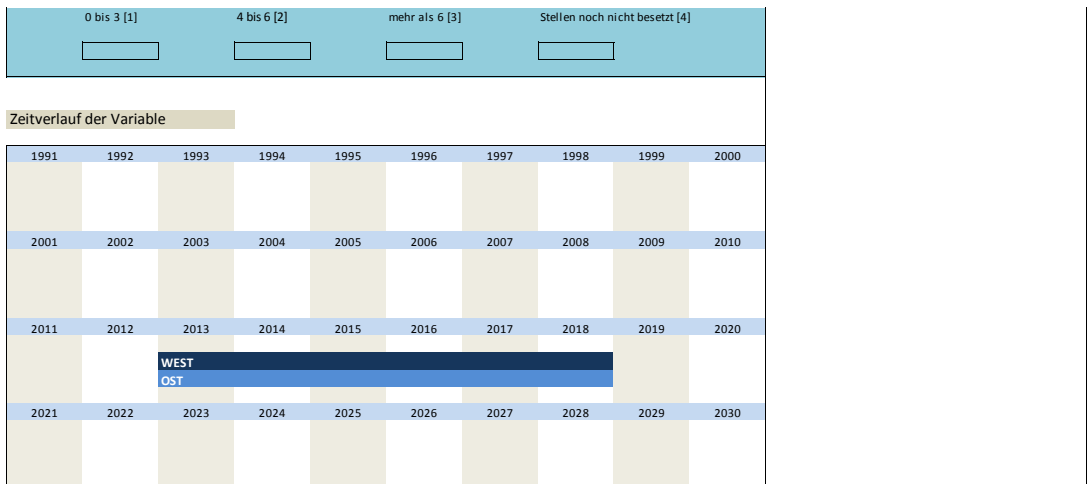 0 bis 3 [1] 4 bis 6 [2] mehr als 6 [3] Stellen noch nicht besetzt [4]
Zeitverlauf der Variable
1991 1992 1993 1994 1995 1996 1997 1998 1999 2000
2001 2002 2003 2004 2005 2006 2007 2008 2009 2010
2011 2012 2013 2014 2015 2016 2017 2018 2019 2020
WEST
OST
2021 2022 2023 2024 2025 2026 2027 2028 2029 2030